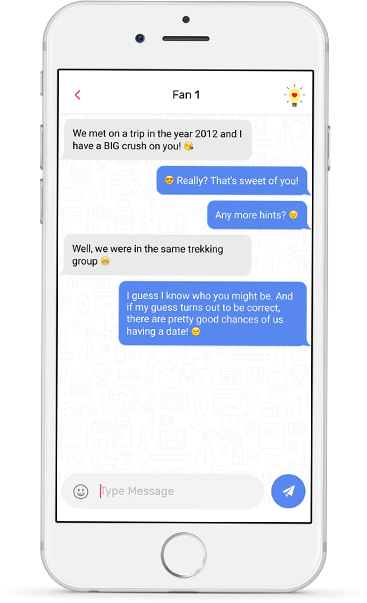 Fan 1
We met on a trip in the year 2012 and I
have a BIG crush on you! 😘
😍 Really? That's sweet of you!
Any more hints? 😉
Well, we were in the same trekking
group 😁
I guess I know who you might be. And
if my guess turns out to be correct,
there are pretty good chances of us
having a date! 😉
Type Message